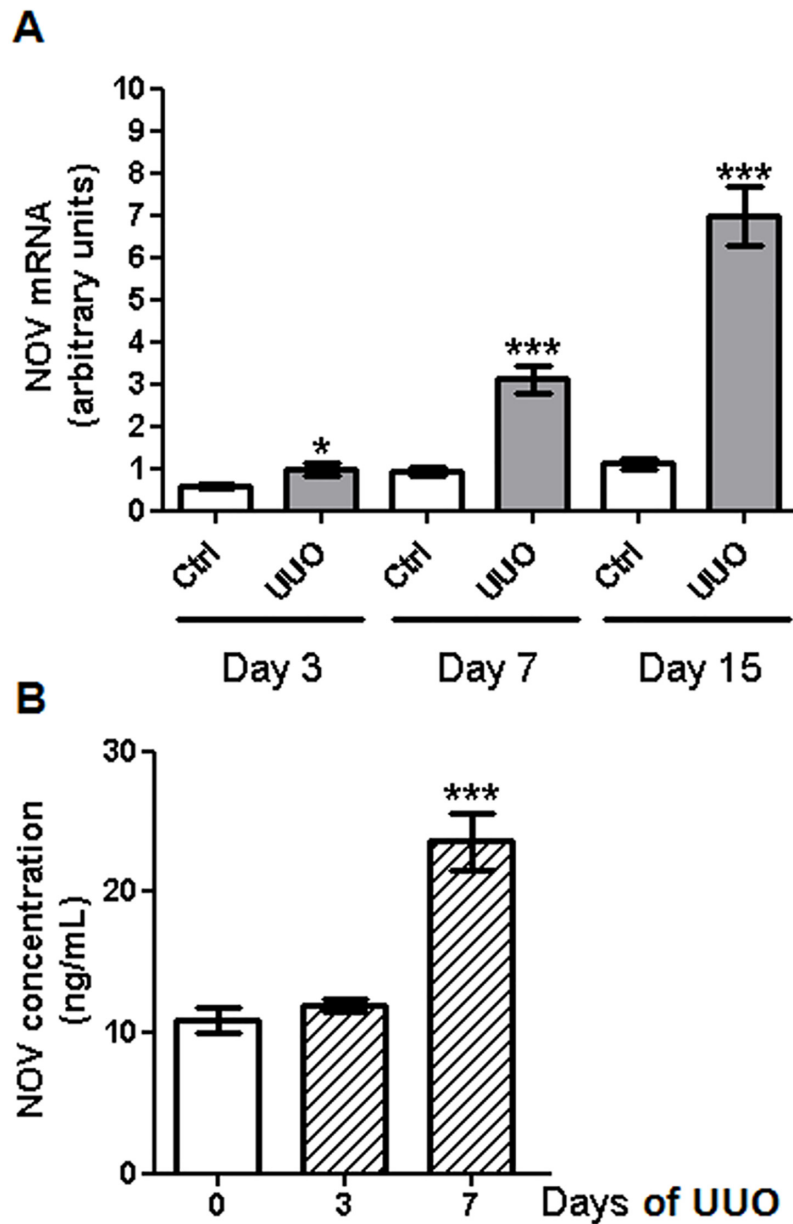 A
NOV mRNA
(arbitrary units)
10
9
8
7
6
5
4
3
2
1
0
* *** ***
Ctrl UUO Ctrl UUO Ctrl UUO
Day 3 Day 7 Day 15
B
NOV concentration
(ng/mL)
30
20
10
0
***
0 3 7 Days of UUO